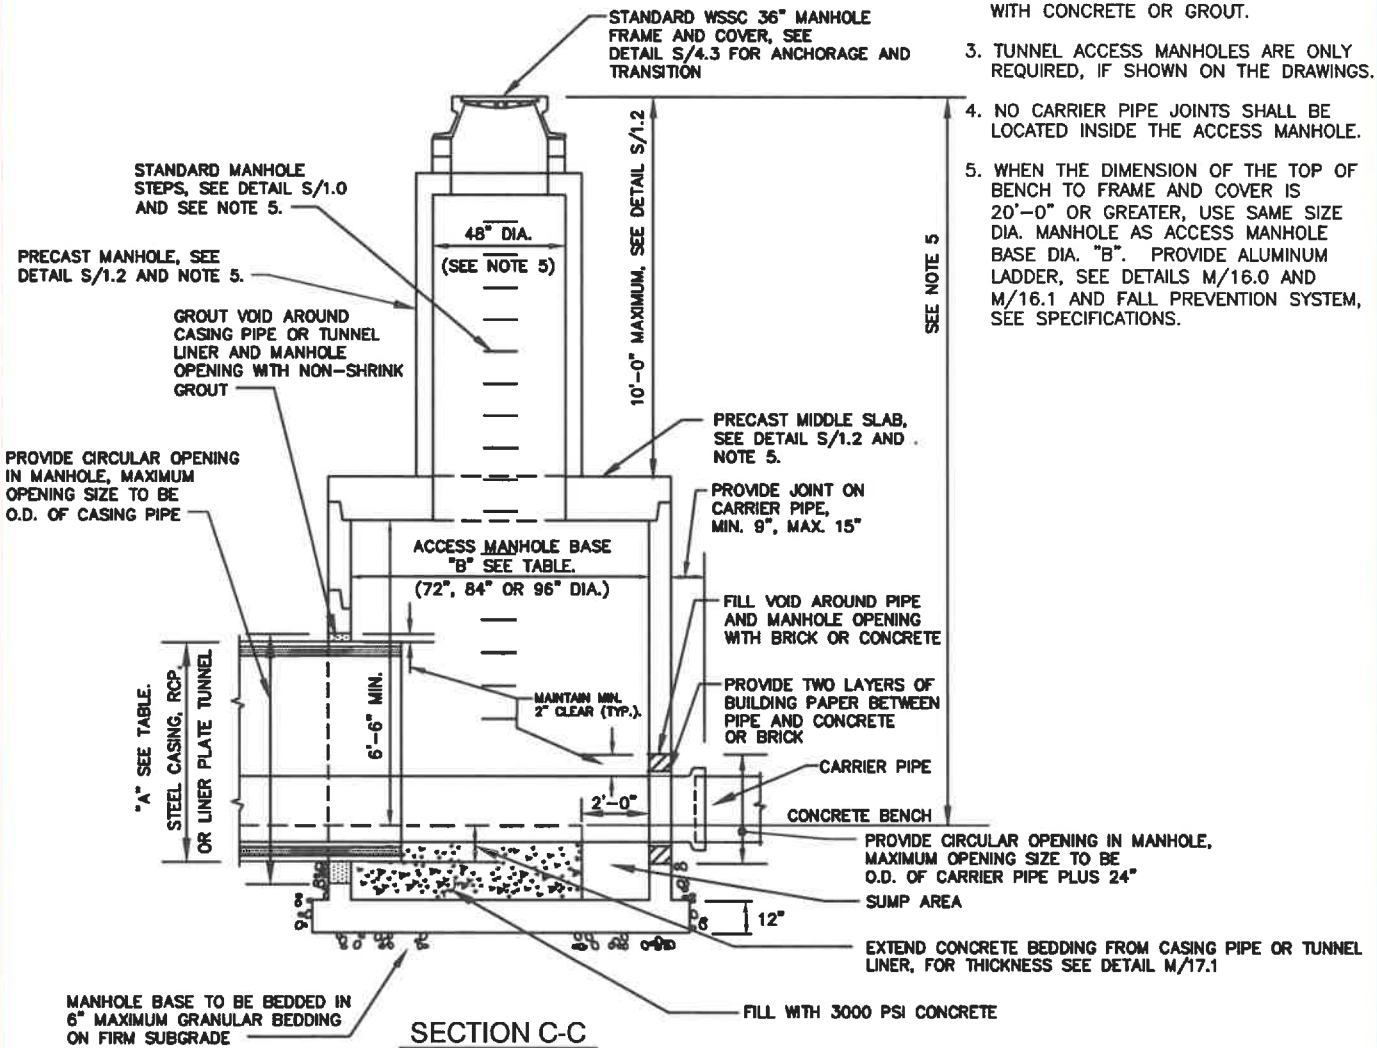 STANDARD WSSC 36" MANHOLE
FRAME AND COVER, SEE
DETAIL S/4.3 FOR ANCHORAGE AND
TRANSITION
WITH CONCRETE OR GROUT.
3. TUNNEL ACCESS MANHOLES ARE ONLY
REQUIRED, IF SHOWN ON THE DRAWINGS.
4. NO CARRIER PIPE JOINTS SHALL BE
LOCATED INSIDE THE ACCESS MANHOLE.
5. WHEN THE DIMENSION OF THE TOP OF
BENCH TO FRAME AND COVER IS
20'-0" OR GREATER, USE SAME SIZE
DIA. MANHOLE AS ACCESS MANHOLE
BASE DIA. "B". PROVIDE ALUMINUM
LADDER, SEE DETAILS M/16.0 AND
M/16.1 AND FALL PREVENTION SYSTEM,
SEE SPECIFICATIONS.
STANDARD MANHOLE
STEPS, SEE DETAIL S/1.0
AND SEE NOTE 5.
PRECAST MANHOLE, SEE
DETAIL S/1.2 AND NOTE 5.
48" DIA.
(SEE NOTE 5)
10'-0" MAXIMUM, SEE DETAIL S/1.2
SEE NOTE 5
GROUT VOID AROUND
CASING PIPE OR TUNNEL
LINER AND MANHOLE
OPENING WITH NON-SHRINK
GROUT
PROVIDE CIRCULAR OPENING
IN MANHOLE, MAXIMUM
OPENING SIZE TO BE
O.D. OF CASING PIPE
PRECAST MIDDLE SLAB,
SEE DETAIL S/1.2 AND
NOTE 5.
PROVIDE JOINT ON
CARRIER PIPE,
MIN. 9", MAX. 15"
ACCESS MANHOLE BASE
"B" SEE TABLE.
(72", 84" OR 96" DIA.)
FILL VOID AROUND PIPE
AND MANHOLE OPENING
WITH BRICK OR CONCRETE
"A" SEE TABLE.
STEEL CASING, RCP,
OR LINER PLATE TUNNEL
6'-6" MIN.
MAINTAIN MIN.
2" CLEAR (TYP.).
PROVIDE TWO LAYERS OF
BUILDING PAPER BETWEEN
PIPE AND CONCRETE
OR BRICK
CARRIER PIPE
2'-0"
CONCRETE BENCH
PROVIDE CIRCULAR OPENING IN MANHOLE,
MAXIMUM OPENING SIZE TO BE
O.D. OF CARRIER PIPE PLUS 24"
SUMP AREA
12"
EXTEND CONCRETE BEDDING FROM CASING PIPE OR TUNNEL
LINER, FOR THICKNESS SEE DETAIL M/17.1
MANHOLE BASE TO BE BEDDED IN
6" MAXIMUM GRANULAR BEDDING
ON FIRM SUBGRADE
FILL WITH 3000 PSI CONCRETE
SECTION C-C